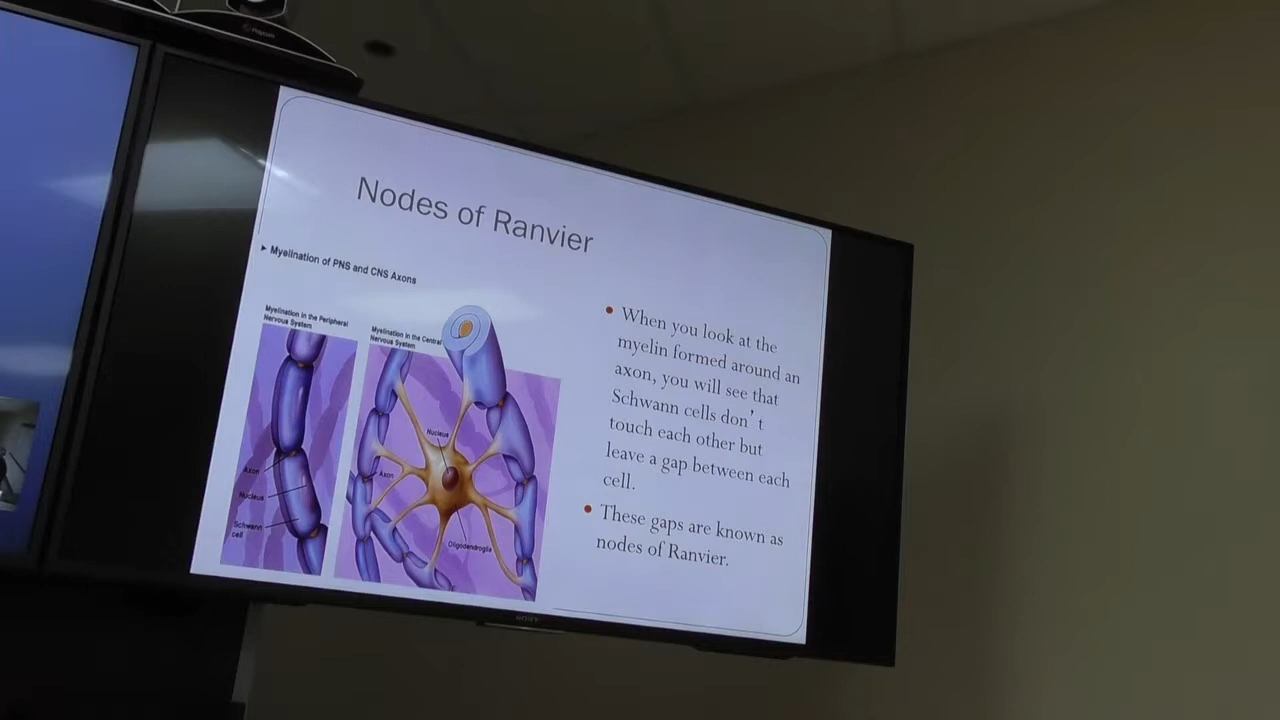 Nodes of Ranvier
▸ Myelination of PNS and CNS Axons
Myelination in the Peripheral
Nervous System
Myelination in the Central
Nervous System
Nucleus
Axon
Oligodendroglia
Axon
Nucleus
Schwann
cell
• When you look at the
myelin formed around an
axon, you will see that
Schwann cells don’t
touch each other but
leave a gap between each
cell.
• These gaps are known as
nodes of Ranvier.
SONY
Polycom